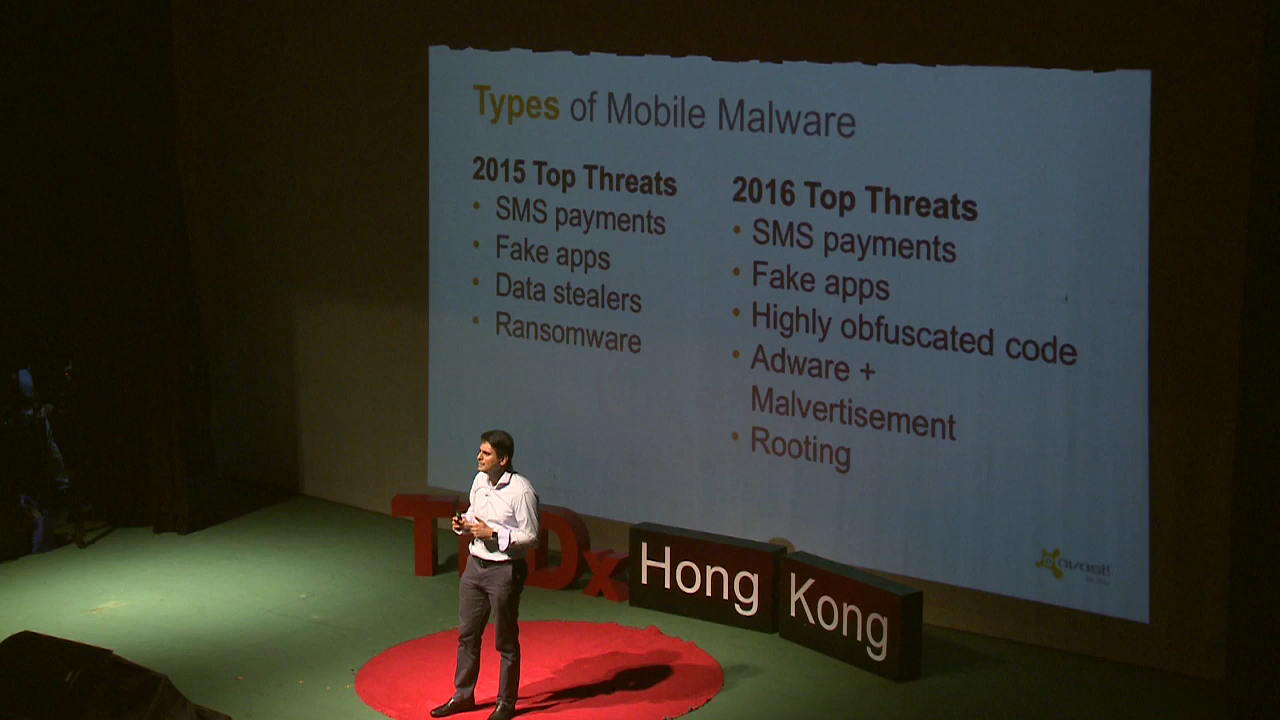 Types of Mobile Malware
2015 Top Threats
• SMS payments
• Fake apps
• Data stealers
• Ransomware
2016 Top Threats
• SMS payments
• Fake apps
• Highly obfuscated code
• Adware +
Malvertisement
• Rooting
avast!
TEDx
Hong Kong